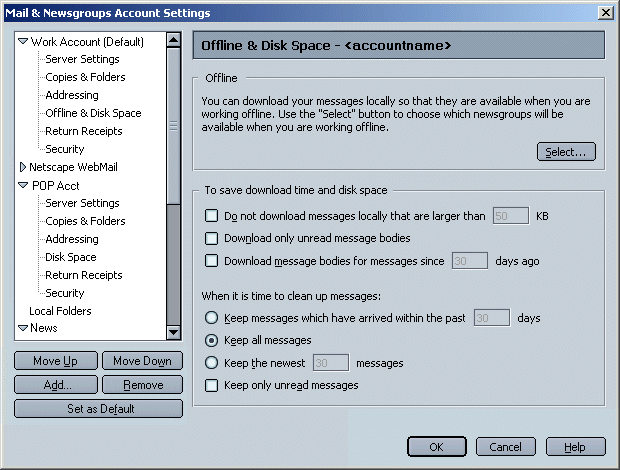 Mail & Newsgroups Account Settings
Work Account (Default)
Server Settings
Copies & Folders
Addressing
Offline & Disk Space
Return Receipts
Security
Netscape WebMail
POP Acct
Server Settings
Copies & Folders
Addressing
Disk Space
Return Receipts
Security
Local Folders
News
Move Up
Move Down
Add...
Remove
Set as Default
Offline & Disk Space - <accountname>
Offline
You can download your messages locally so that they are available when you are
working offline. Use the "Select" button to choose which newsgroups will be
available when you are working offline.
Select...
To save download time and disk space
Do not download messages locally that are larger than 50 KB
Download only unread message bodies
Download message bodies for messages since 30 days ago
When it is time to clean up messages:
Keep messages which have arrived within the past 30 days
Keep all messages
Keep the newest 30 messages
Keep only unread messages
OK
Cancel
Help